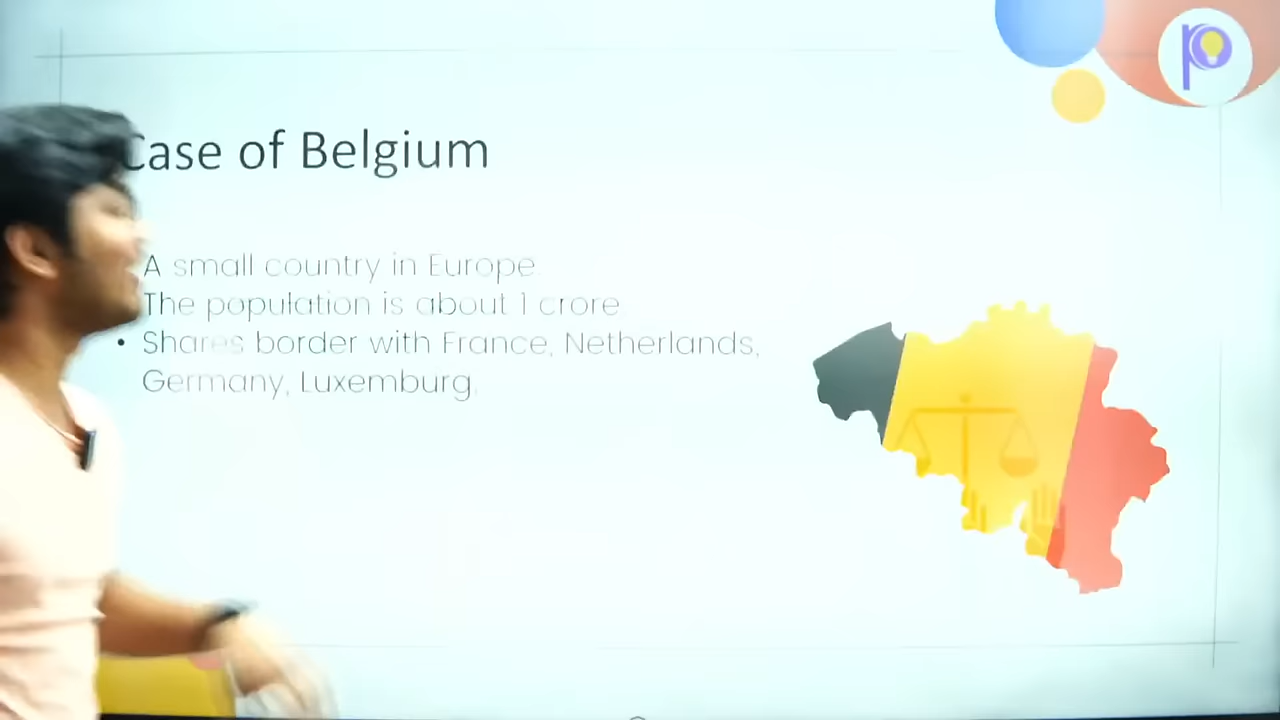 Case of Belgium
A small country in Europe.
The population is about 1 crore
• Shares border with France, Netherlands,
Germany, Luxemburg.